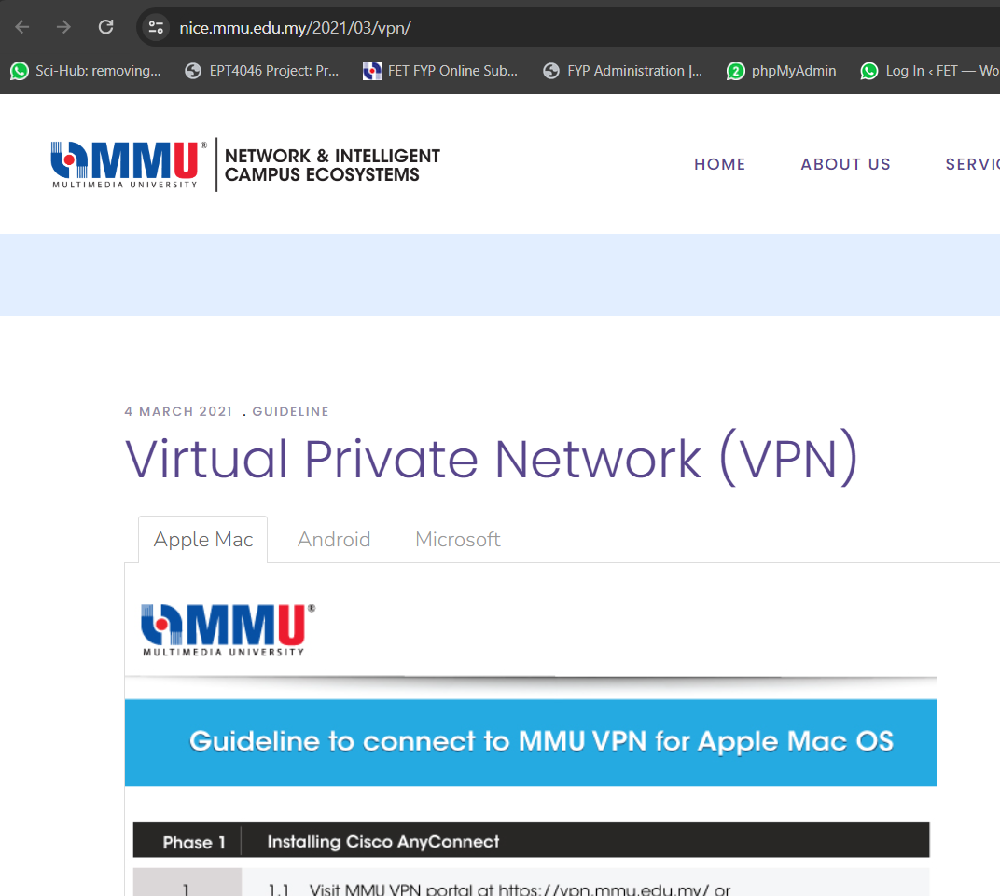 nice.mmu.edu.my/2021/03/vpn/
Sci-Hub: removing... EPT4046 Project: Pr... FET FYP Online Sub... FYP Administration |... 2 phpMyAdmin Log In ‹ FET — Wo
MMU® NETWORK & INTELLIGENT
MULTIMEDIA UNIVERSITY CAMPUS ECOSYSTEMS
HOME ABOUT US SERVIC
4 MARCH 2021 . GUIDELINE
Virtual Private Network (VPN)
Apple Mac Android Microsoft
MMU®
MULTIMEDIA UNIVERSITY
Guideline to connect to MMU VPN for Apple Mac OS
Phase 1 Installing Cisco AnyConnect
1 1.1 Visit MMU VPN portal at https://vpn.mmu.edu.my/ or